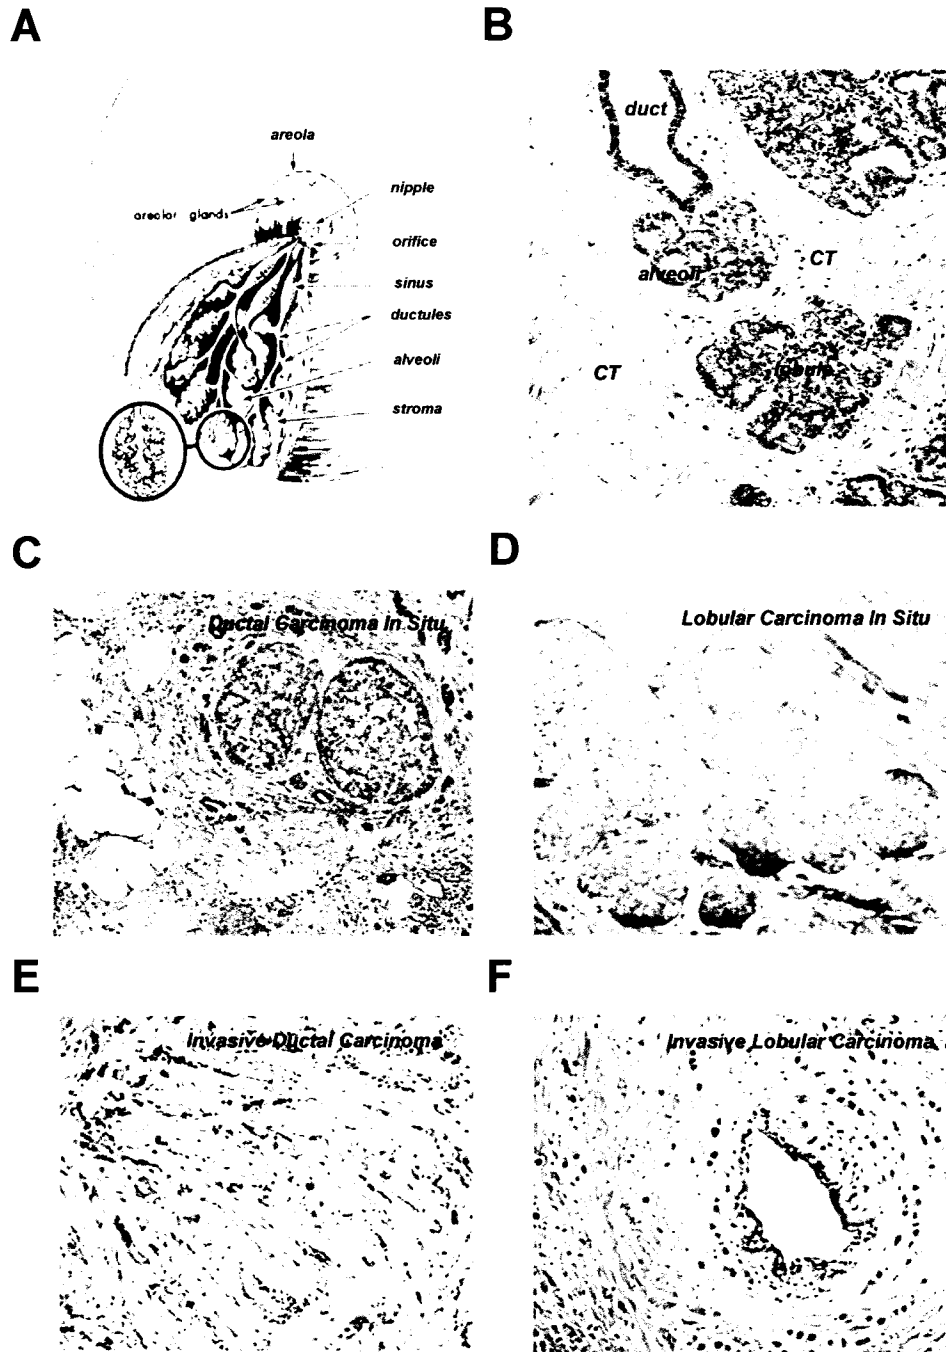 A
areola
nipple
areolar glands
orifice
sinus
ductules
alveoli
stroma
B
duct
alveoli
CT
CT
lobule
C
Ductal Carcinoma In Situ
D
Lobular Carcinoma In Situ
E
Invasive Ductal Carcinoma
F
Invasive Lobular Carcinoma